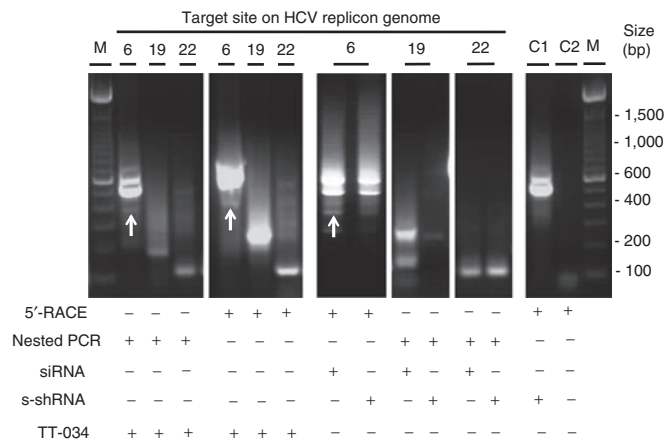 Target site on HCV replicon genome
M 6 19 22 6 19 22 6 19 22 C1 C2 M
Size
(bp)
- 1,500
- 1,000
- 600
- 400
- 200
- 100
5′-RACE – – – + + + + + – – – – + +
Nested PCR + + + – – – – – + + + + – –
siRNA – – – – – – + – + – + – – –
s-shRNA – – – – – – – + – + – + + –
TT-034 + + + + + + – – – – – – – –